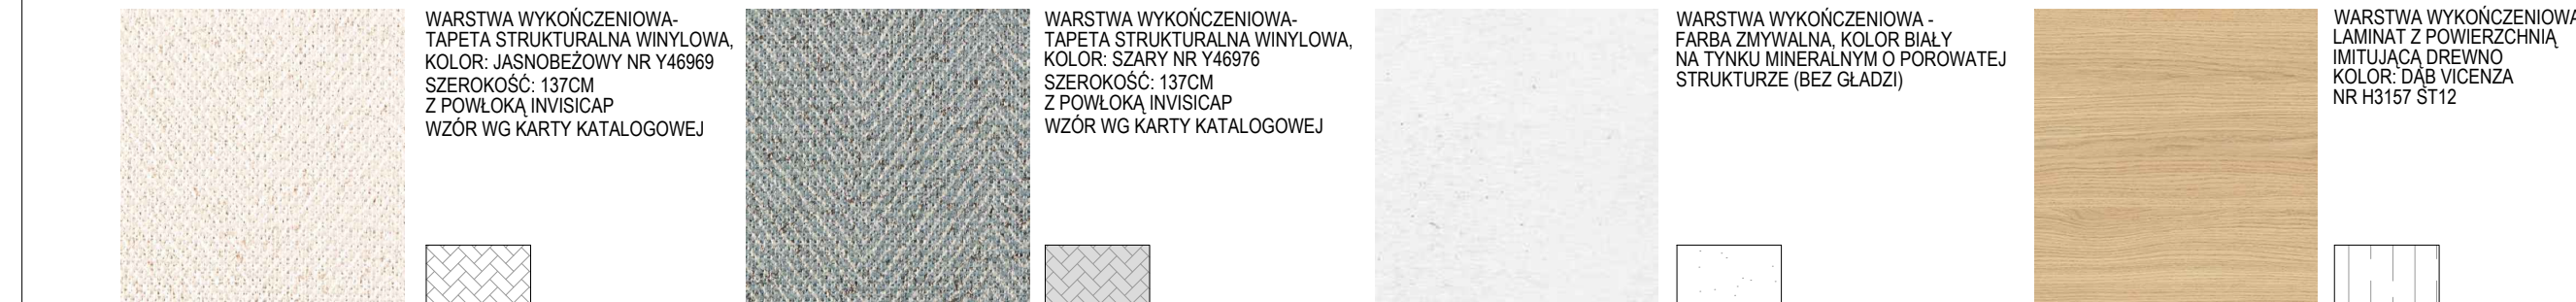 WARSTWA WYKOŃCZENIOWA-
TAPETA STRUKTURALNA WINYLOWA,
KOLOR: JASNOBEŻOWY NR Y46969
SZEROKOŚĆ: 137CM
Z POWŁOKĄ INVISICAP
WZÓR WG KARTY KATALOGOWEJ
WARSTWA WYKOŃCZENIOWA-
TAPETA STRUKTURALNA WINYLOWA,
KOLOR: SZARY NR Y46976
SZEROKOŚĆ: 137CM
Z POWŁOKĄ INVISICAP
WZÓR WG KARTY KATALOGOWEJ
WARSTWA WYKOŃCZENIOWA -
FARBA ZMYWALNA, KOLOR BIAŁY
NA TYNKU MINERALNYM O POROWATEJ
STRUKTURZE (BEZ GŁADZI)
WARSTWA WYKOŃCZENIOWA
LAMINAT Z POWIERZCHNIĄ
IMITUJĄCĄ DREWNO
KOLOR: DĄB VICENZA
NR H3157 ST12